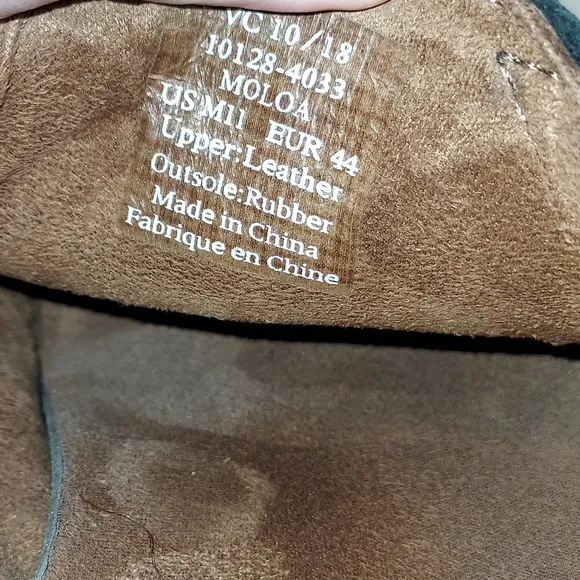 VC 10/18
10128-4033
MOLOA
US M11 EUR 44
Upper:Leather
Outsole:Rubber
Made in China
Fabrique en Chine